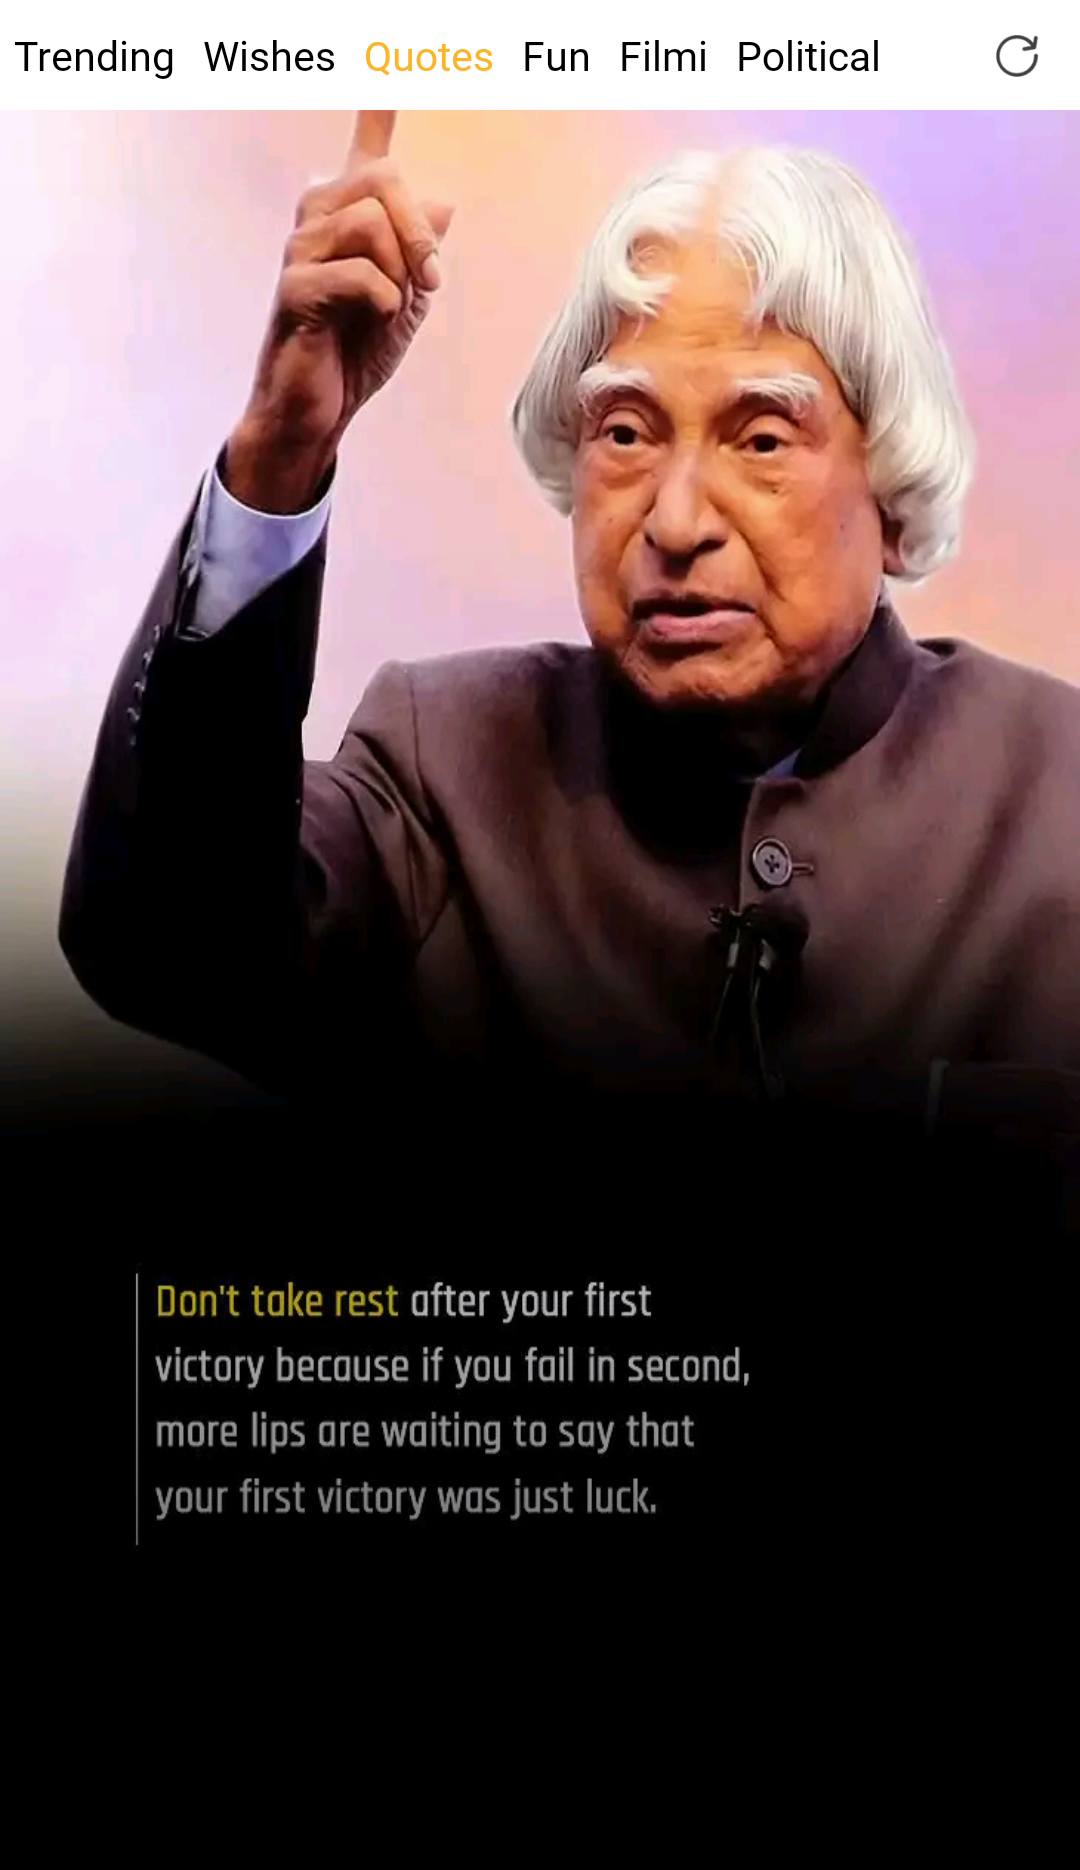 Trending Wishes Quotes Fun Filmi Political
Don't take rest after your first
victory because if you fail in second,
more lips are waiting to say that
your first victory was just luck.